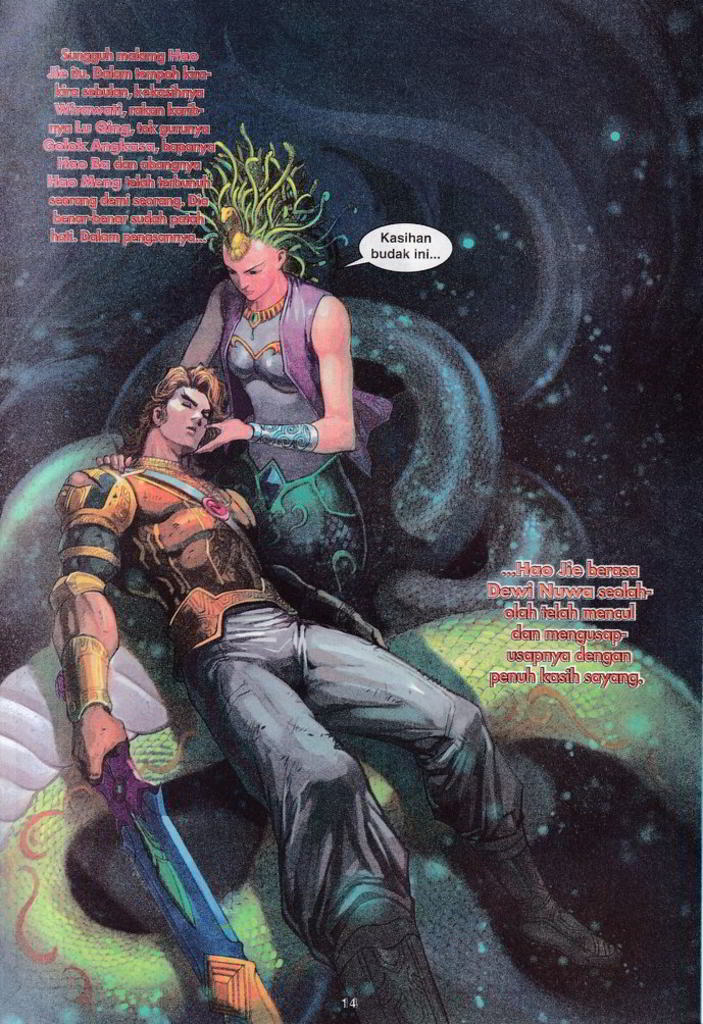 Sungguh malang Hao
Jie itu. Dalam tempoh kira-
kira sebulan, kekasihnya
Wirawati, rakan karib-
nya Lu Qing, tok gurunya
Golok Angkasa, bapanya
Hao Ba dan abangnya
Hao Meng telah terbunuh
seorang demi seorang. Dia
benar-benar sudah patah
hati. Dalam pengsannya...
Kasihan
budak ini...
...Hao Jie berasa
Dewi Nuwa seolah-
olah telah mencul
dan mengusap-
usapnya dengan
penuh kasih sayang.
14